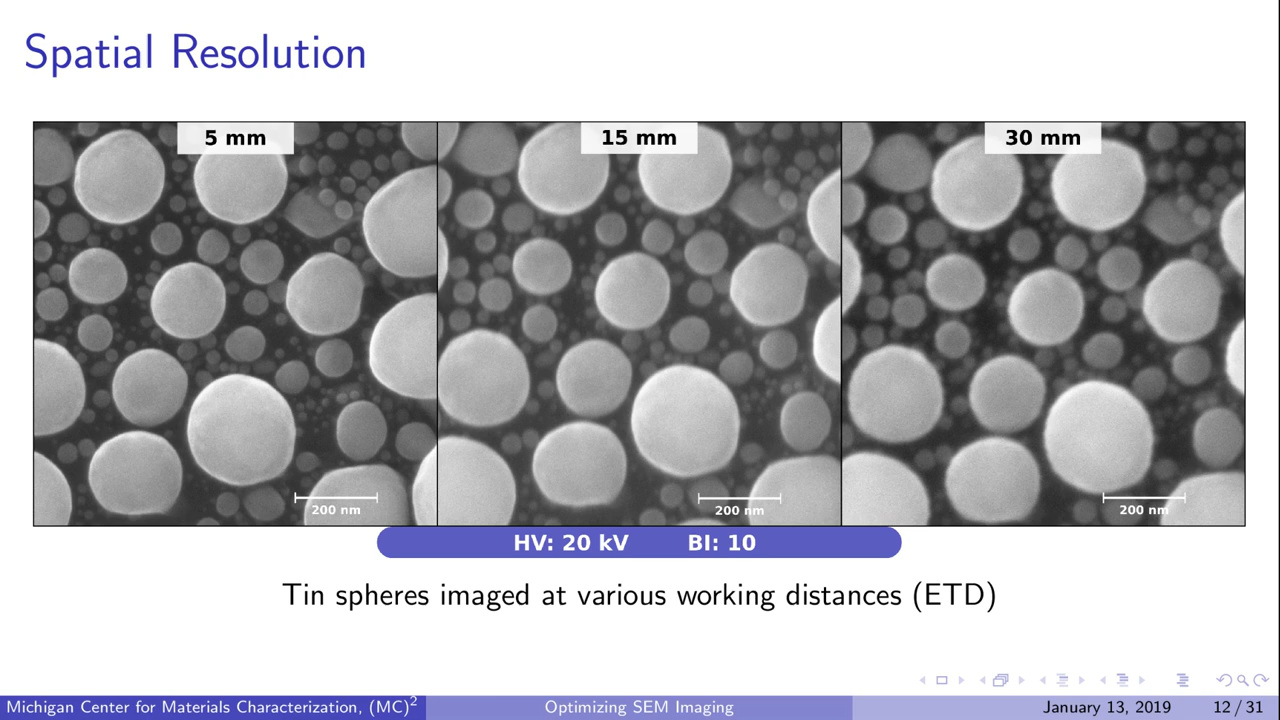 Spatial Resolution
5 mm
15 mm
30 mm
200 nm
200 nm
200 nm
HV: 20 kV BI: 10
Tin spheres imaged at various working distances (ETD)
Michigan Center for Materials Characterization, (MC)²
Optimizing SEM Imaging
January 13, 2019
12 / 31